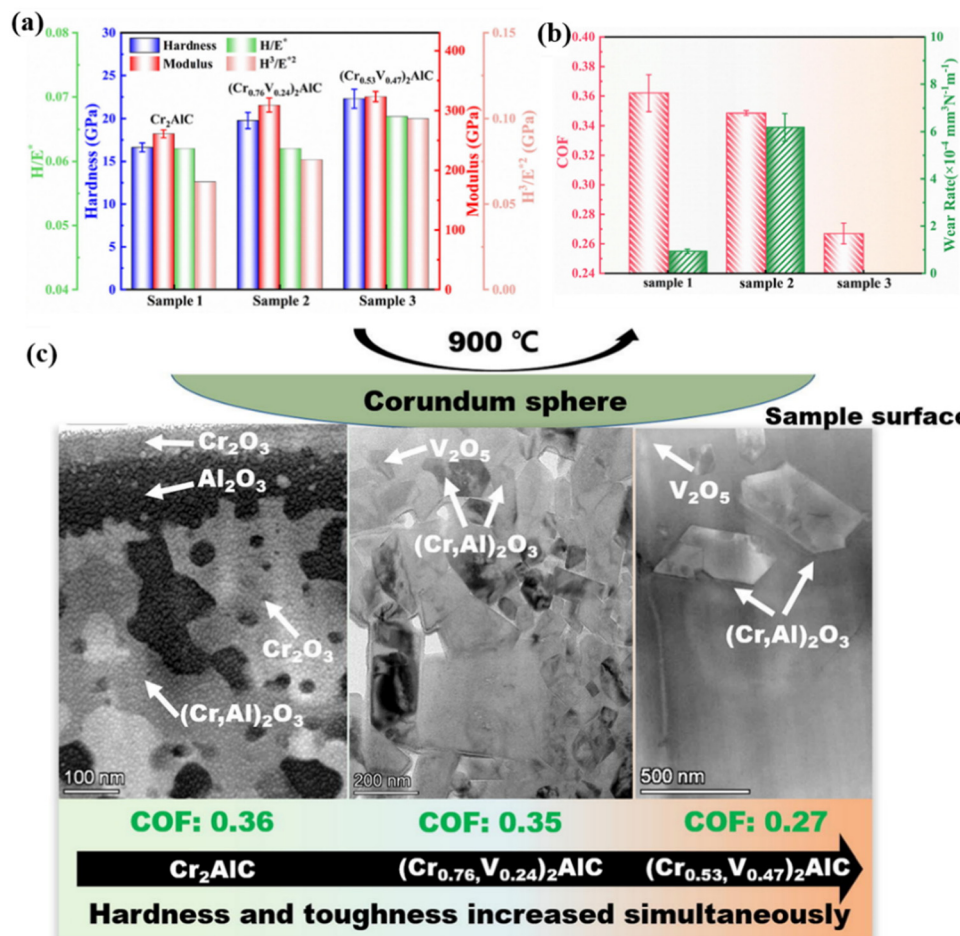 (a)
0.08
0.07
0.06
0.05
0.04
H/E*
30
25
20
15
10
5
0
Hardness (GPa)
Hardness
H/E*
Modulus
H³/E*²
Cr₂AlC
(Cr₀.₇₆V₀.₂₄)₂AlC
(Cr₀.₅₃V₀.₄₇)₂AlC
Sample 1
Sample 2
Sample 3
400
300
200
100
0
Modulus (GPa)
0.15
0.10
0.05
0.00
H³/E*² (GPa)
(b)
0.40
0.38
0.36
0.34
0.32
0.30
0.28
0.26
0.24
COF
sample 1
sample 2
sample 3
10
8
6
4
2
0
Wear Rate(×10⁻⁴ mm³N⁻¹m⁻¹)
(c)
900 ℃
Corundum sphere
Sample surface
Cr₂O₃
Al₂O₃
Cr₂O₃
(Cr,Al)₂O₃
100 nm
V₂O₅
(Cr,Al)₂O₃
200 nm
V₂O₅
(Cr,Al)₂O₃
500 nm
COF: 0.36
COF: 0.35
COF: 0.27
Cr₂AlC
(Cr₀.₇₆,V₀.₂₄)₂AlC
(Cr₀.₅₃,V₀.₄₇)₂AlC
Hardness and toughness increased simultaneously